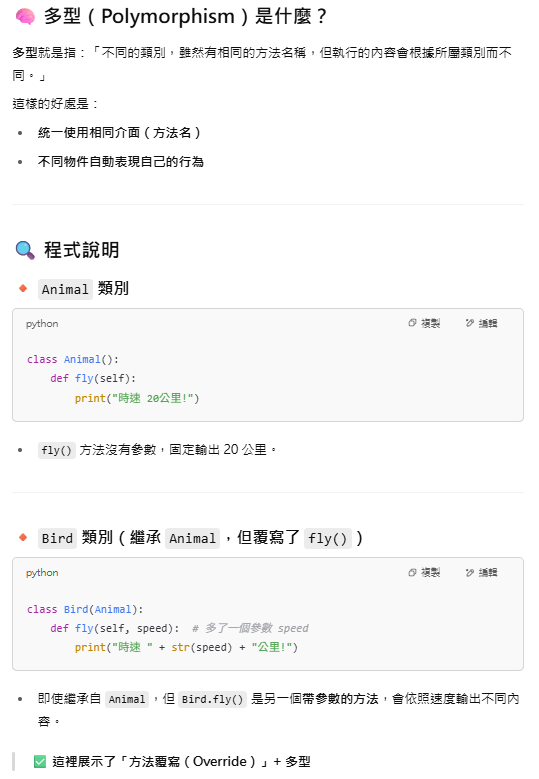 🧠 多型（Polymorphism）是什麼？
多型就是指：「不同的類別，雖然有相同的方法名稱，但執行的內容會根據所屬類別而不
同。」
這樣的好處是：
• 統一使用相同介面（方法名）
• 不同物件自動表現自己的行為
🔍 程式說明
🔸 Animal 類別
python 複製 編輯
class Animal():
    def fly(self):
        print("時速 20公里!")
• fly() 方法沒有參數，固定輸出 20 公里。
🔸 Bird 類別（繼承 Animal，但覆寫了 fly()）
python 複製 編輯
class Bird(Animal):
    def fly(self, speed):  # 多了一個參數 speed
        print("時速 " + str(speed) + "公里!")
• 即使繼承自 Animal，但 Bird.fly() 是另一個帶參數的方法，會依照速度輸出不同內
容。
✅ 這裡展示了「方法覆寫（Override）」+ 多型